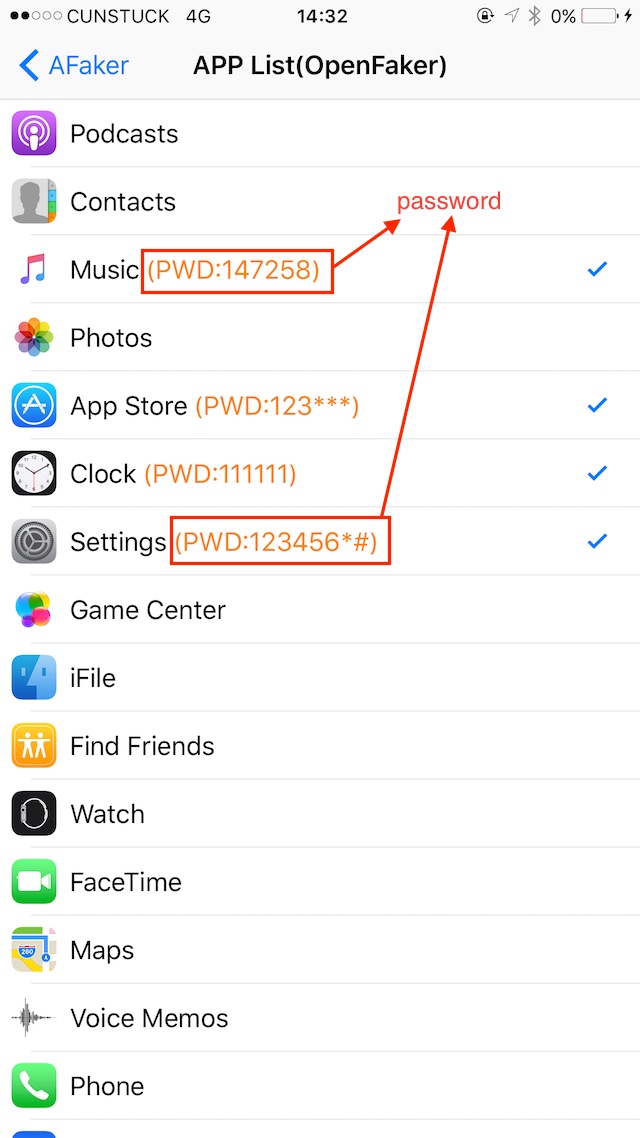 CUNSTUCK 4G 14:32 0%
AFaker APP List(OpenFaker)
Podcasts
Contacts password
Music (PWD:147258)
Photos
App Store (PWD:123***)
Clock (PWD:111111)
Settings (PWD:123456*#)
Game Center
iFile
Find Friends
Watch
FaceTime
280
Maps
Voice Memos
Phone